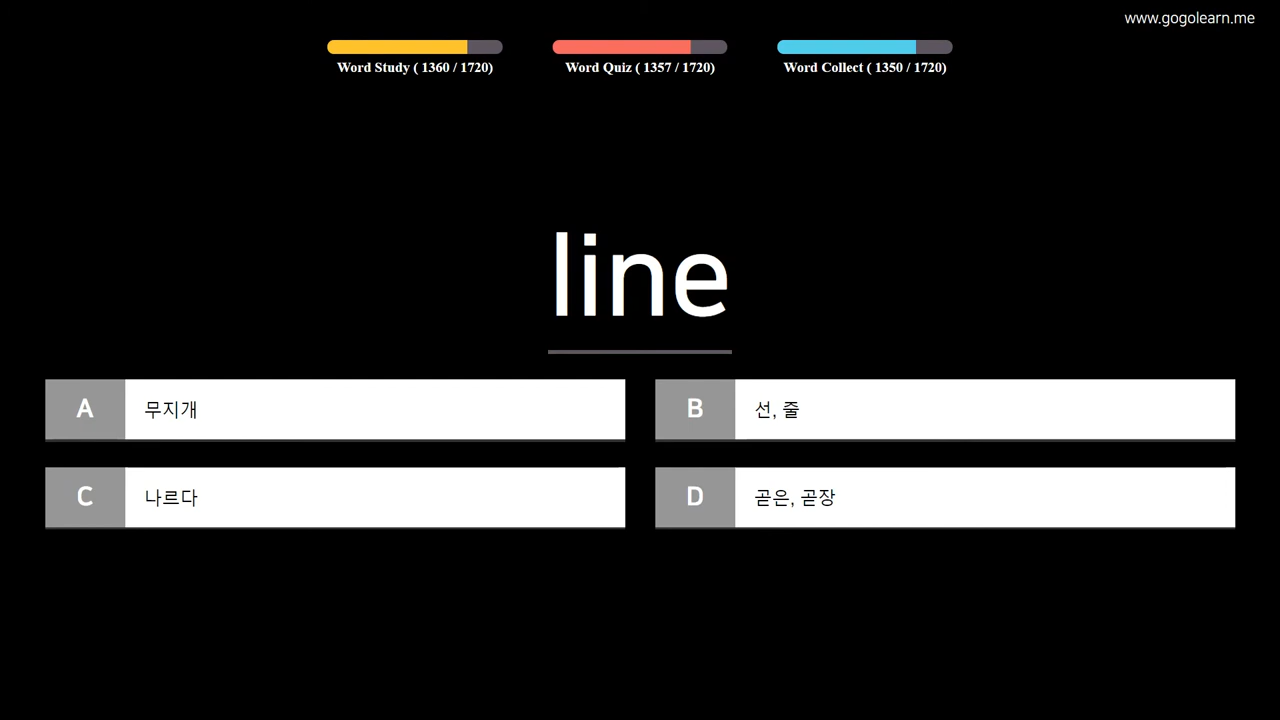 www.gogolearn.me
Word Study ( 1360 / 1720)
Word Quiz ( 1357 / 1720)
Word Collect ( 1350 / 1720)
line
A 무지개
B 선, 줄
C 나르다
D 곧은, 곧장